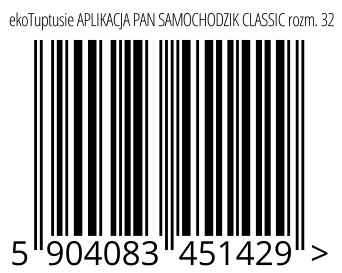 ekoTuptusie APLIKACJA PAN SAMOCHODZIK CLASSIC rozm. 32
5 904083 451429 >